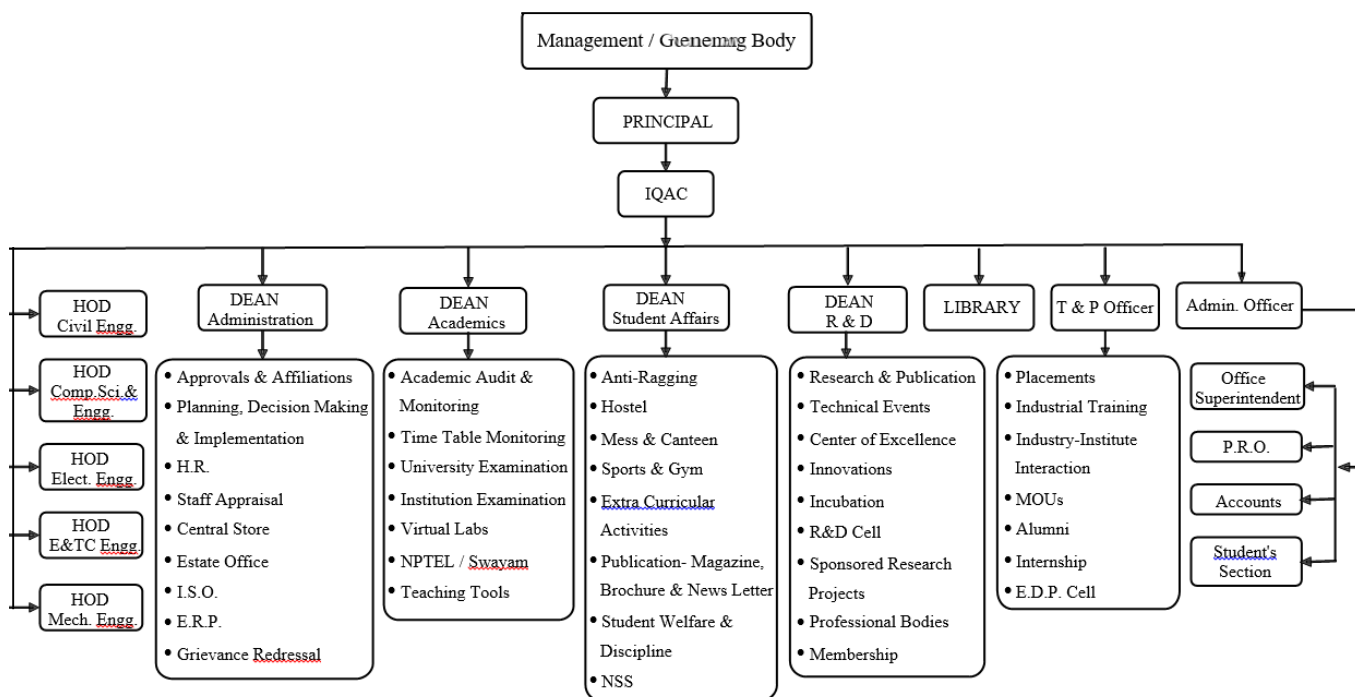 Management / Body
PRINCIPAL
IQAC
HOD
Civil Engg.
HOD
Comp.Sci.&
Engg.
HOD
Elect. Engg.
HOD
E&TC Engg.
HOD
Mech. Engg.
DEAN
Administration
• Approvals & Affiliations
• Planning, Decision Making
& Implementation
• H.R.
• Staff Appraisal
• Central Store
• Estate Office
• I.S.O.
• E.R.P.
• Grievance Redressal
DEAN
Academics
• Academic Audit &
Monitoring
• Time Table Monitoring
• University Examination
• Institution Examination
• Virtual Labs
• NPTEL / Swayam
• Teaching Tools
DEAN
Student Affairs
• Anti-Ragging
• Hostel
• Mess & Canteen
• Sports & Gym
• Extra Curricular
Activities
• Publication- Magazine,
Brochure & News Letter
• Student Welfare &
Discipline
• NSS
DEAN
R & D
• Research & Publication
• Technical Events
• Center of Excellence
• Innovations
• Incubation
• R&D Cell
• Sponsored Research
Projects
• Professional Bodies
• Membership
LIBRARY
T & P Officer
• Placements
• Industrial Training
• Industry-Institute
Interaction
• MOUs
• Alumni
• Internship
• E.D.P. Cell
Admin. Officer
Office
Superintendent
P.R.O.
Accounts
Student's
Section